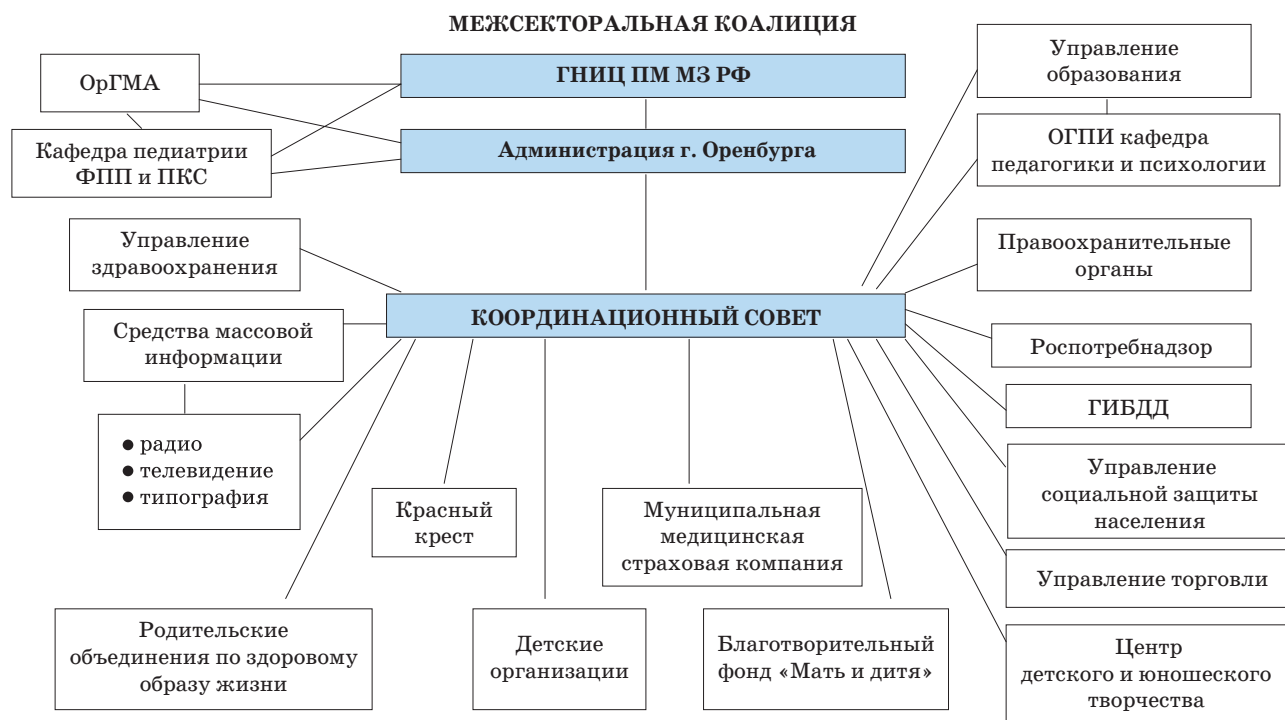 МЕЖСЕКТОРАЛЬНАЯ КОАЛИЦИЯ
ОрГМА
ГНИЦ ПМ МЗ РФ
Управление
образования
Кафедра педиатрии
ФПП и ПКС
Администрация г. Оренбурга
ОГПИ кафедра
педагогики и психологии
Управление
здравоохранения
Правоохранительные
органы
КООРДИНАЦИОННЫЙ СОВЕТ
Средства массовой
информации
Роспотребнадзор
ГИБДД
● радио
● телевидение
● типография
Управление
социальной защиты
населения
Красный
крест
Муниципальная
медицинская
страховая компания
Управление торговли
Родительские
объединения по здоровому
образу жизни
Детские
организации
Благотворительный
фонд «Мать и дитя»
Центр
детского и юношеского
творчества